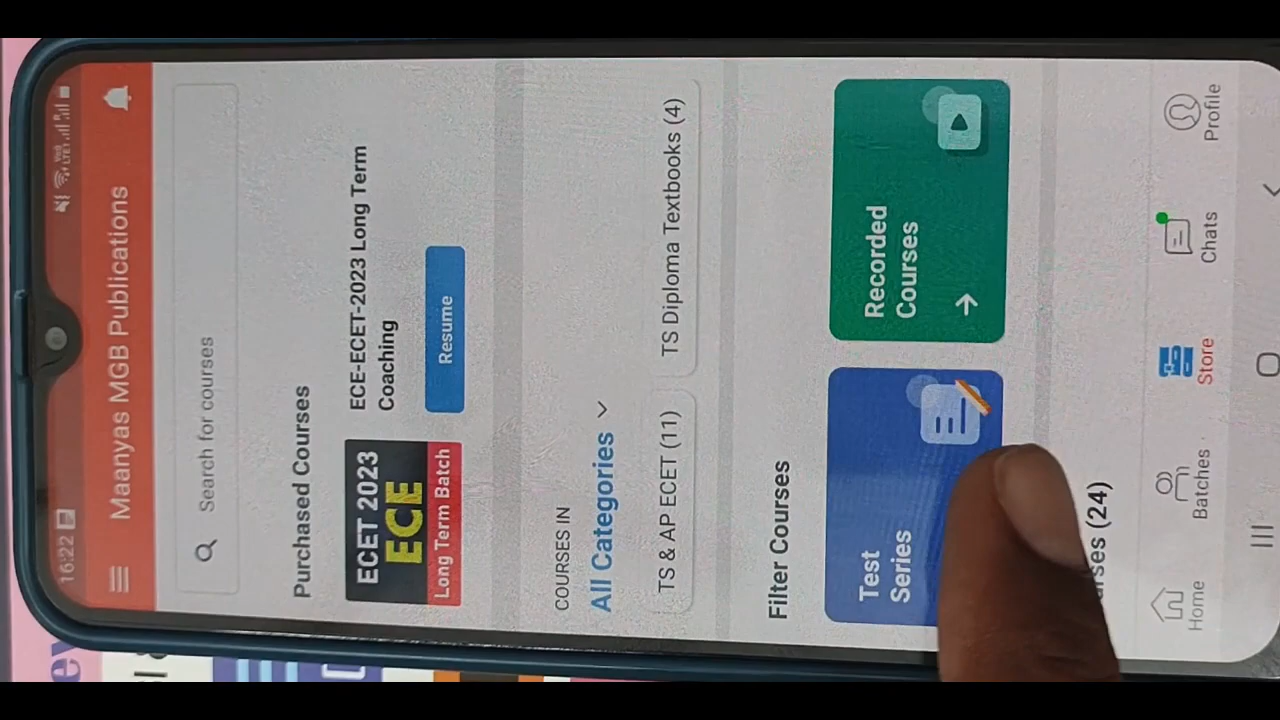 16:22
Maanyas MGB Publications
Search for courses
Purchased Courses
ECET 2023
ECE
Long Term Batch
ECE-ECET-2023 Long Term
Coaching
Resume
COURSES IN
All Categories
TS & AP ECET (11)
TS Diploma Textbooks (4)
Filter Courses
Test
Series
Recorded
Courses
(24)
Home
Batches
Store
Chats
Profile